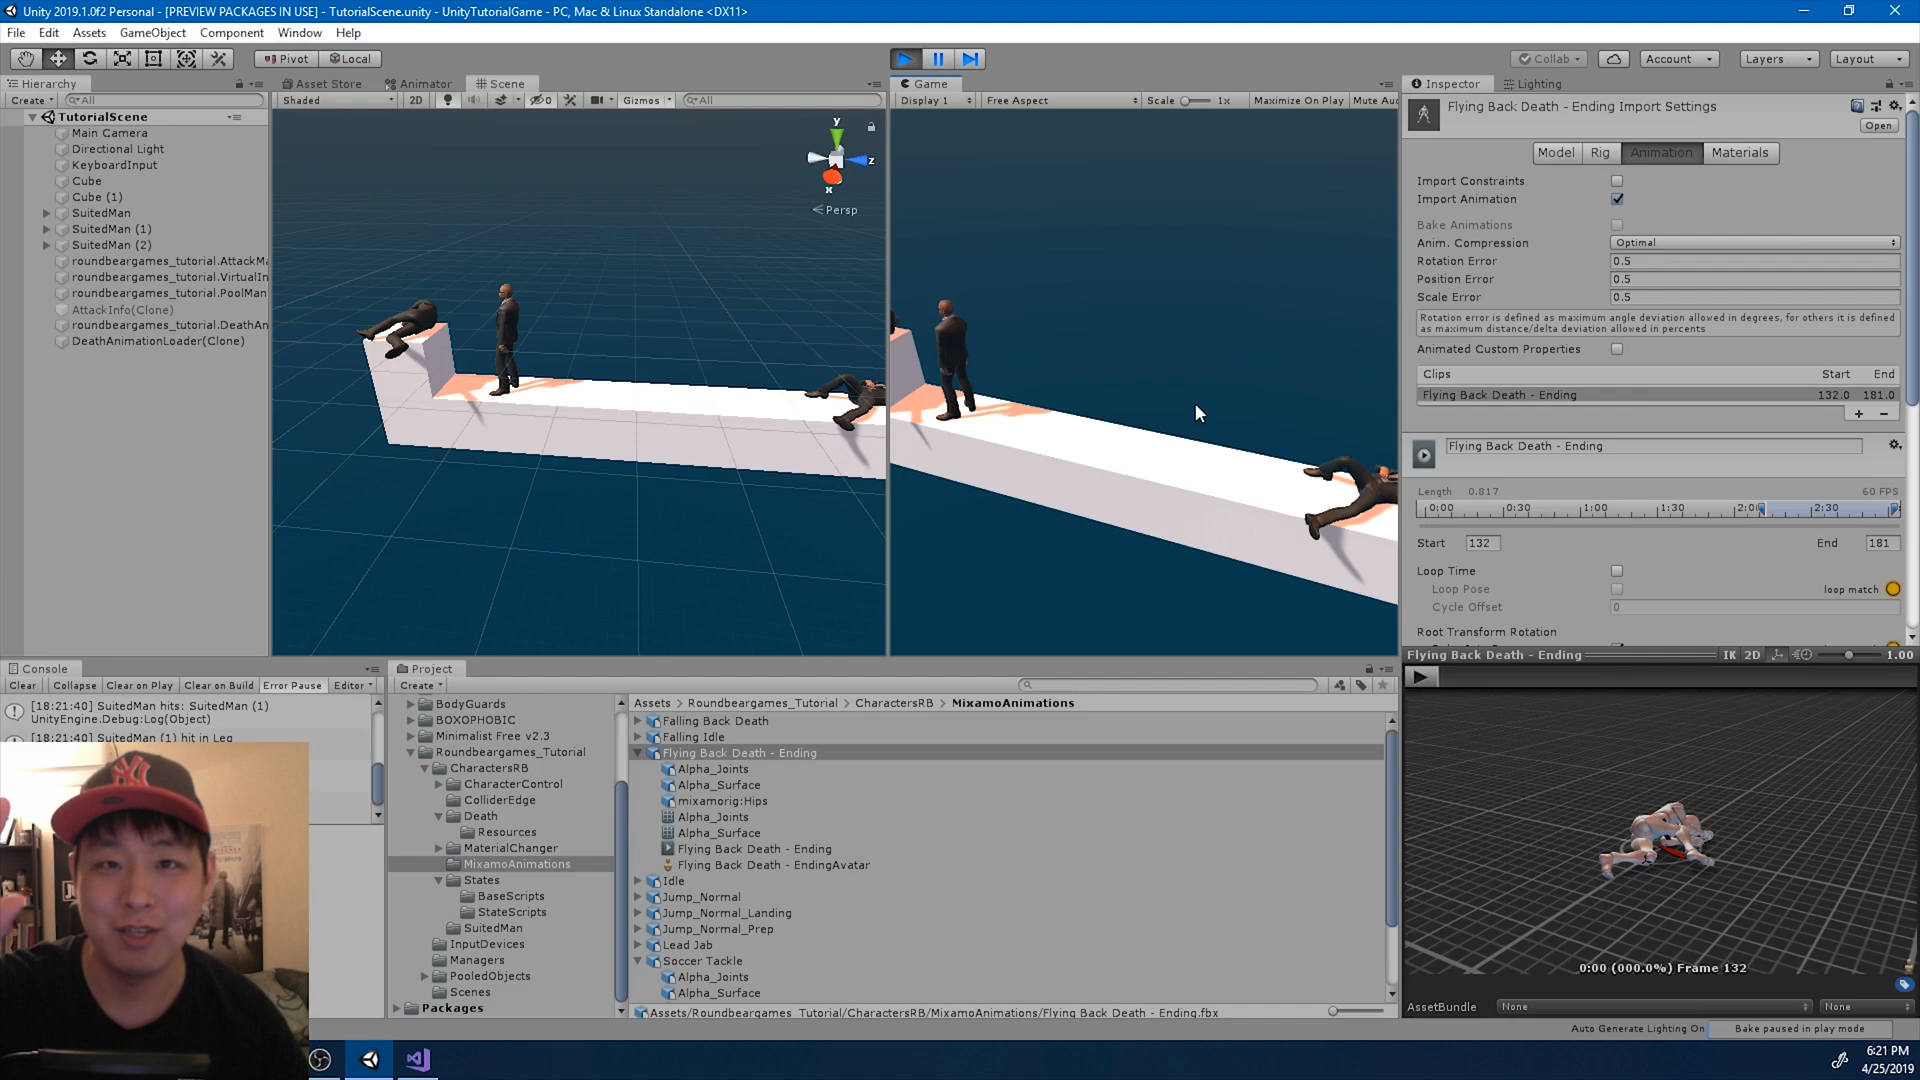 Unity 2019.1.0f2 Personal - [PREVIEW PACKAGES IN USE] - TutorialScene.unity - UnityTutorialGame - PC, Mac & Linux Standalone <DX11>
File Edit Assets GameObject Component Window Help
Pivot Local
Collab Account Layers Layout
Hierarchy
Create All
TutorialScene
Main Camera
Directional Light
KeyboardInput
Cube
Cube (1)
SuitedMan
SuitedMan (1)
SuitedMan (2)
roundbeargames_tutorial.AttackMa
roundbeargames_tutorial.VirtualIn
roundbeargames_tutorial.PoolMan
AttackInfo(Clone)
roundbeargames_tutorial.DeathAn
DeathAnimationLoader(Clone)
Asset Store Animator Scene
Shaded 2D 0 Gizmos All
y
z
x
Persp
Game
Display 1 Free Aspect Scale 1x Maximize On Play Mute Au
Inspector Lighting
Flying Back Death - Ending Import Settings
Open
Model Rig Animation Materials
Import Constraints
Import Animation
Bake Animations
Anim. Compression Optimal
Rotation Error 0.5
Position Error 0.5
Scale Error 0.5
Rotation error is defined as maximum angle deviation allowed in degrees, for others it is defined
as maximum distance/delta deviation allowed in percents
Animated Custom Properties
Clips Start End
Flying Back Death - Ending 132.0 181.0
+ -
Flying Back Death - Ending
Length 0.817 60 FPS
0:00 0:30 1:00 1:30 2:00 2:30
Start 132 End 181
Loop Time
Loop Pose loop match
Cycle Offset 0
Root Transform Rotation
Flying Back Death - Ending IK 2D 1.00
0:00 (000.0%) Frame 132
AssetBundle None None
Auto Generate Lighting On Bake paused in play mode
Console
Clear Collapse Clear on Play Clear on Build Error Pause Editor
[18:21:40] SuitedMan hits: SuitedMan (1)
UnityEngine.Debug:Log(Object)
[18:21:40] SuitedMan (1) hit in Leg
Project
Create
BodyGuards
BOXOPHOBIC
Minimalist Free v2.3
Roundbeargames_Tutorial
CharactersRB
CharacterControl
ColliderEdge
Death
Resources
MaterialChanger
MixamoAnimations
States
BaseScripts
StateScripts
SuitedMan
InputDevices
Managers
PooledObjects
Scenes
Packages
Assets > Roundbeargames_Tutorial > CharactersRB > MixamoAnimations
Falling Back Death
Falling Idle
Flying Back Death - Ending
Alpha_Joints
Alpha_Surface
mixamorig:Hips
Alpha_Joints
Alpha_Surface
Flying Back Death - Ending
Flying Back Death - EndingAvatar
Idle
Jump_Normal
Jump_Normal_Landing
Jump_Normal_Prep
Lead Jab
Soccer Tackle
Alpha_Joints
Alpha_Surface
Assets/Roundbeargames_Tutorial/CharactersRB/MixamoAnimations/Flying Back Death - Ending.fbx
6:21 PM
4/25/2019